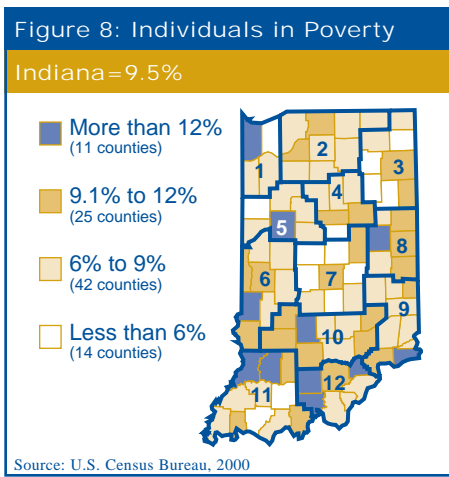 Figure 8: Individuals in Poverty
Indiana=9.5%
More than 12%
(11 counties)
9.1% to 12%
(25 counties)
6% to 9%
(42 counties)
Less than 6%
(14 counties)
1
2
3
4
5
6
7
8
9
10
11
12
Source: U.S. Census Bureau, 2000